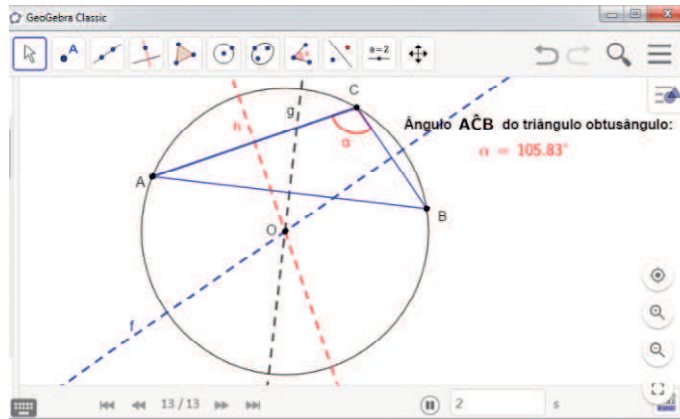 GeoGebra Classic
A
a=2
C
g
h
α
Ângulo AĈB do triângulo obtusângulo:
α = 105.83°
A
B
O
f
13 / 13
2
s